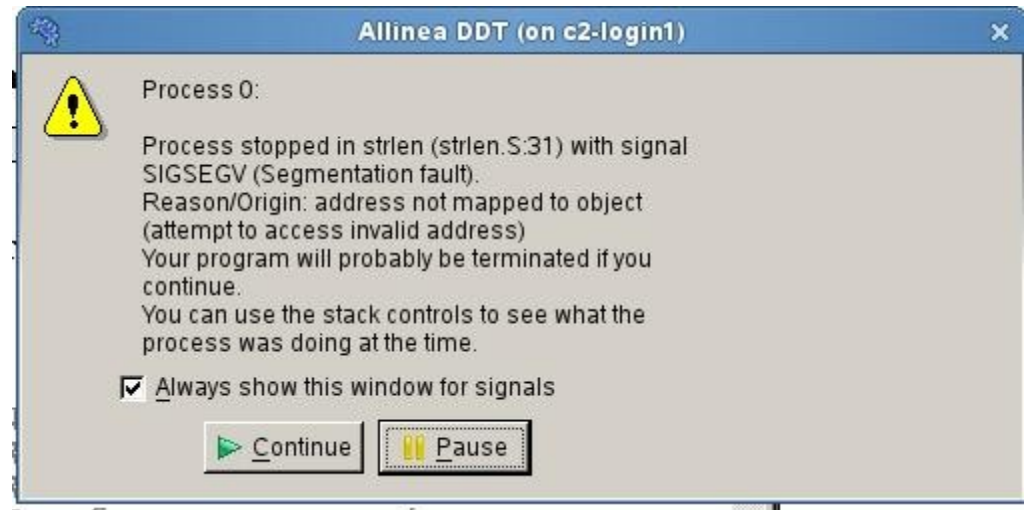 Allinea DDT (on c2-login1)
Process 0:
Process stopped in strlen (strlen.S:31) with signal
SIGSEGV (Segmentation fault).
Reason/Origin: address not mapped to object
(attempt to access invalid address)
Your program will probably be terminated if you
continue.
You can use the stack controls to see what the
process was doing at the time.
Always show this window for signals
Continue Pause